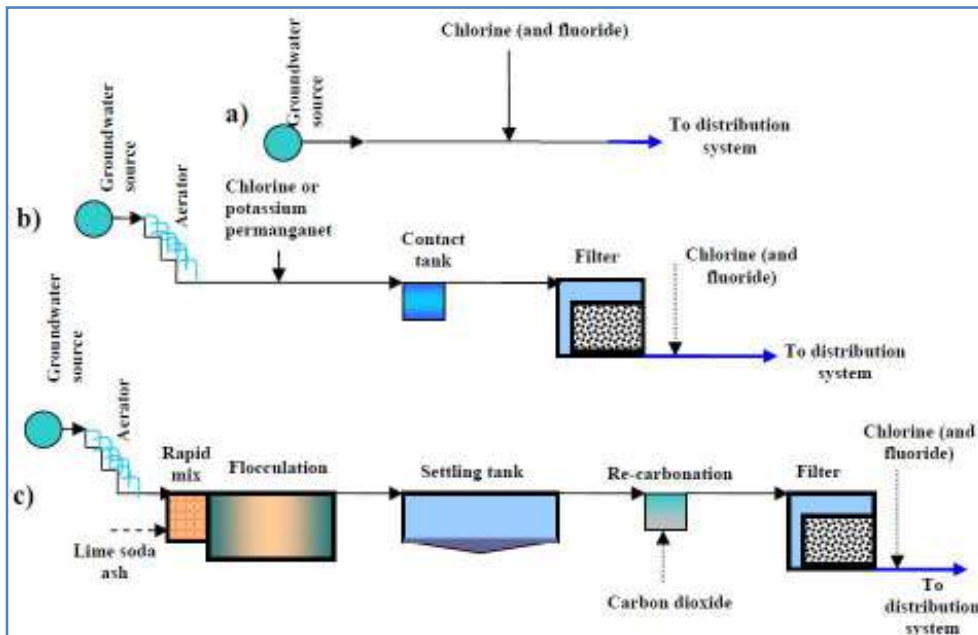 Chlorine (and fluoride)
a)
Groundwater
source
To distribution
system
b)
Groundwater
source
Aerator
Chlorine or
potassium
permanganet
Contact
tank
Filter
Chlorine (and
fluoride)
To distribution
system
c)
Groundwater
source
Aerator
Rapid
mix
Flocculation
Settling tank
Re-carbonation
Filter
Chlorine (and
fluoride)
Lime soda
ash
Carbon dioxide
To
distribution
system